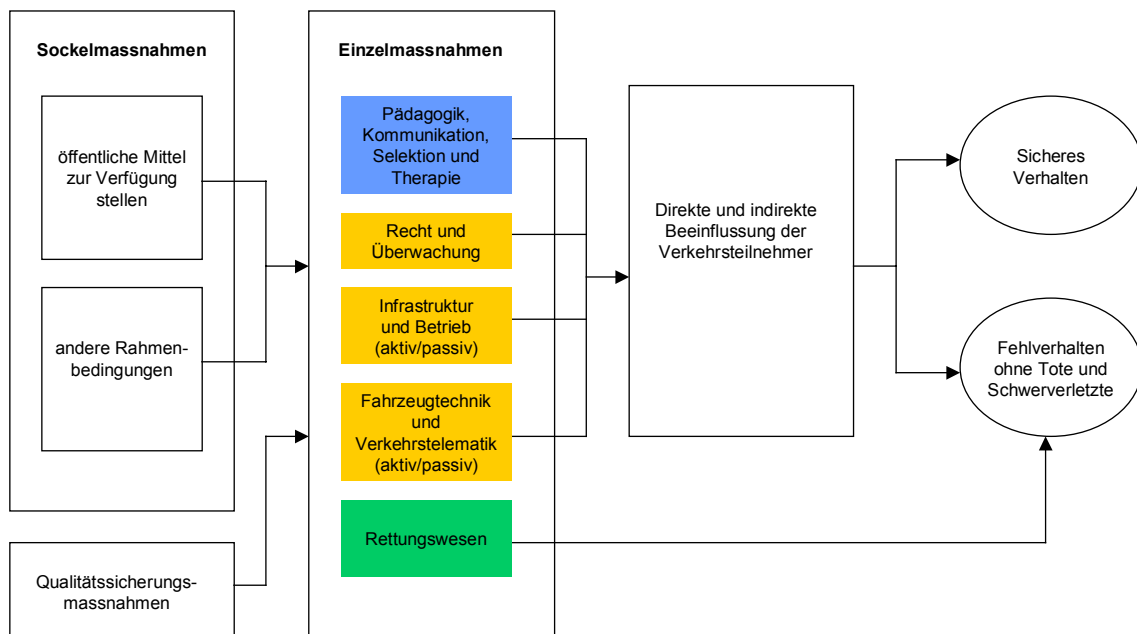 Sockelmassnahmen
öffentliche Mittel
zur Verfügung
stellen
andere Rahmen-
bedingungen
Qualitätssicherungs-
massnahmen
Einzelmassnahmen
Pädagogik,
Kommunikation,
Selektion und
Therapie
Recht und
Überwachung
Infrastruktur
und Betrieb
(aktiv/passiv)
Fahrzeugtechnik
und
Verkehrstelematik
(aktiv/passiv)
Rettungswesen
Direkte und indirekte
Beeinflussung der
Verkehrsteilnehmer
Sicheres
Verhalten
Fehlverhalten
ohne Tote und
Schwerverletzte